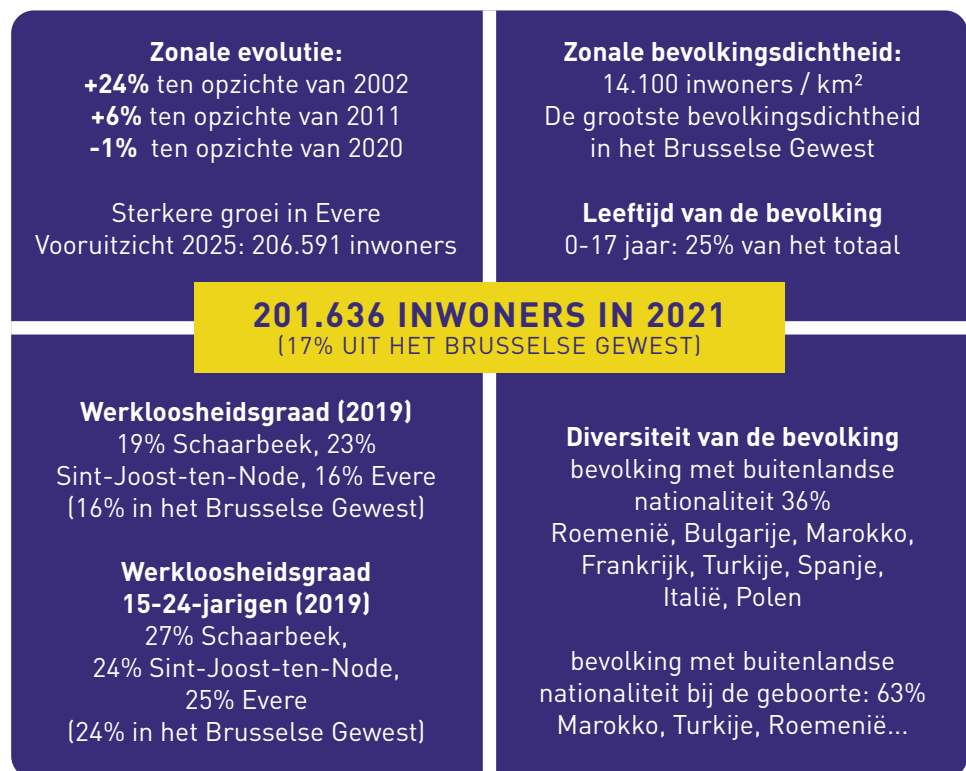 Zonale evolutie:
+24% ten opzichte van 2002
+6% ten opzichte van 2011
-1% ten opzichte van 2020
Sterkere groei in Evere
Vooruitzicht 2025: 206.591 inwoners
Zonale bevolkingsdichtheid:
14.100 inwoners / km²
De grootste bevolkingsdichtheid
in het Brusselse Gewest
Leeftijd van de bevolking
0-17 jaar: 25% van het totaal
201.636 INWONERS IN 2021
(17% UIT HET BRUSSELSE GEWEST)
Werkloosheidsgraad (2019)
19% Schaarbeek, 23%
Sint-Joost-ten-Node, 16% Evere
(16% in het Brusselse Gewest)
Werkloosheidsgraad
15-24-jarigen (2019)
27% Schaarbeek,
24% Sint-Joost-ten-Node,
25% Evere
(24% in het Brusselse Gewest)
Diversiteit van de bevolking
bevolking met buitenlandse
nationaliteit 36%
Roemenië, Bulgarije, Marokko,
Frankrijk, Turkije, Spanje,
Italië, Polen
bevolking met buitenlandse
nationaliteit bij de geboorte: 63%
Marokko, Turkije, Roemenië...